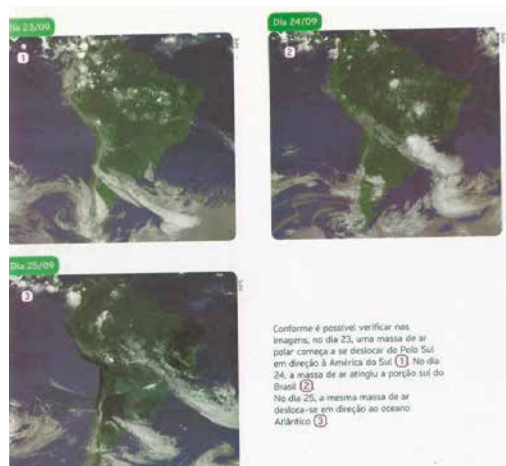 Dia 23/09
1
Dia 24/09
2
Dia 25/09
3
Conforme é possível verificar nas
imagens, no dia 23, uma massa de ar
polar começa a se deslocar do Polo Sul
em direção à América do Sul 1. No dia
24, a massa de ar atingiu a porção sul do
Brasil 2.
No dia 25, a mesma massa de ar
desloca-se em direção ao oceano
Atlântico 3.